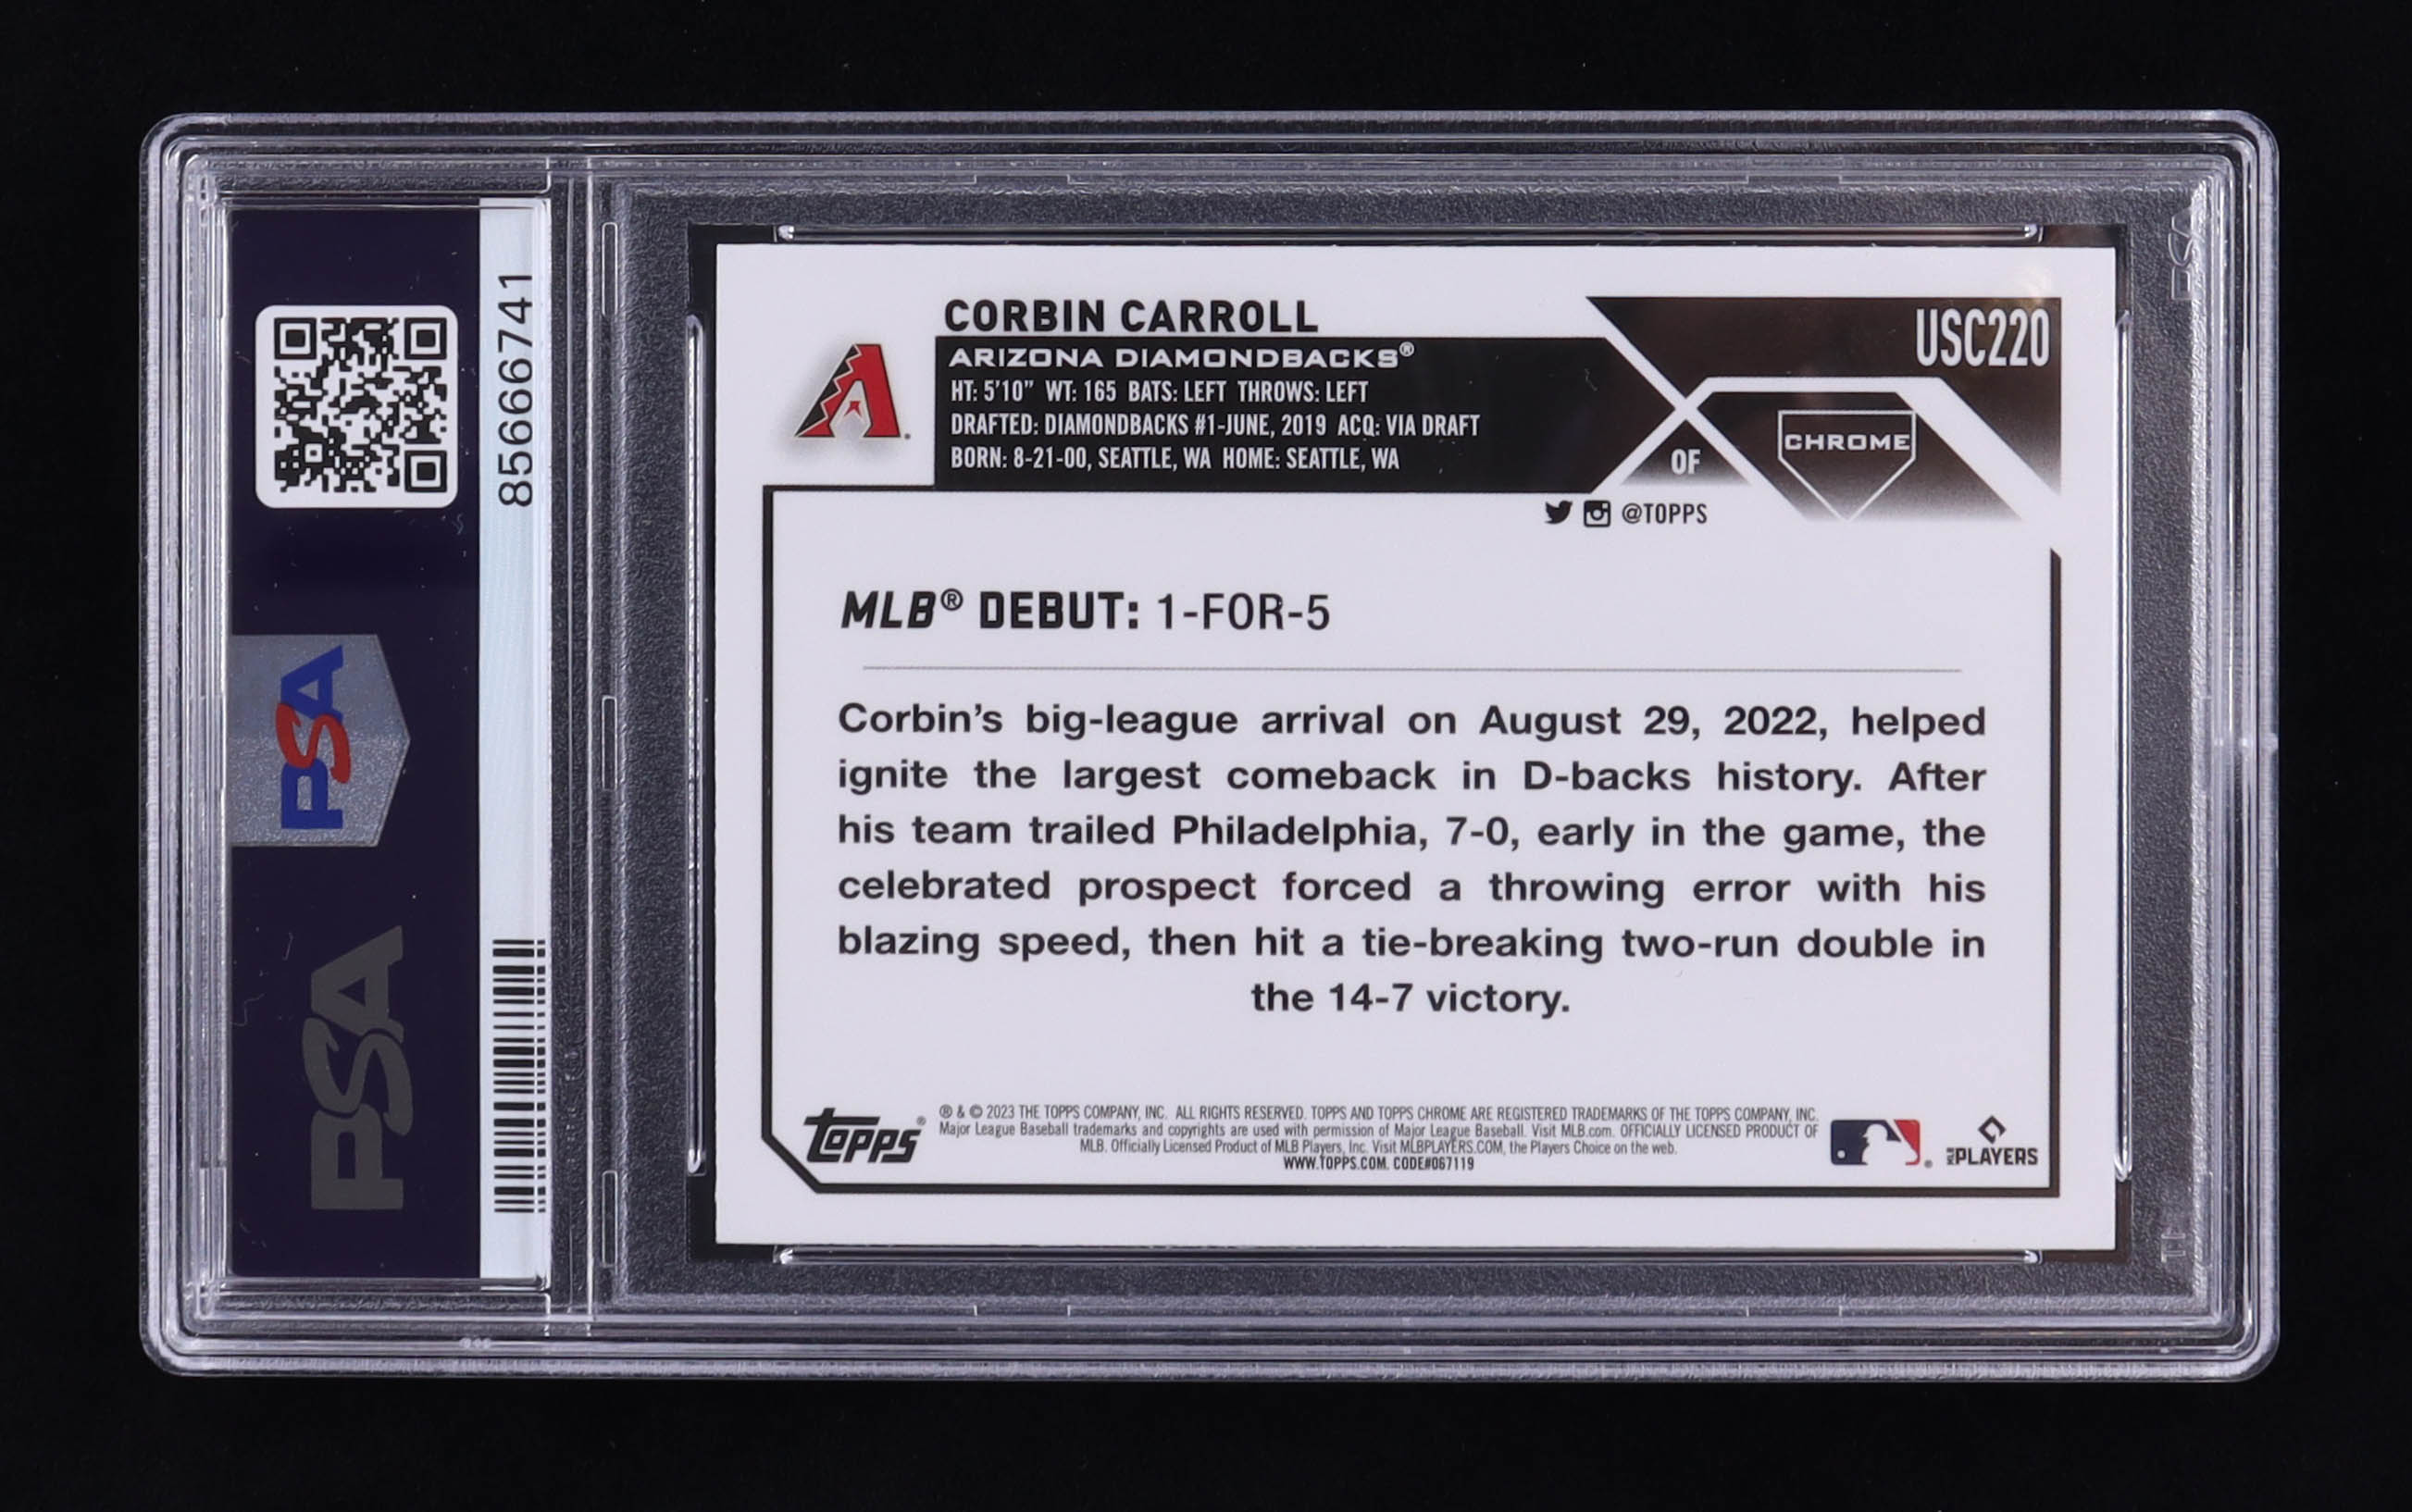 85666741
PSA
PSA
CORBIN CARROLL
USC220
ARIZONA DIAMONDBACKS®
HT: 5'10" WT: 165 BATS: LEFT THROWS: LEFT
DRAFTED: DIAMONDBACKS #1-JUNE, 2019 ACQ: VIA DRAFT
BORN: 8-21-00, SEATTLE, WA HOME: SEATTLE, WA
OF
CHROME
@TOPPS
MLB® DEBUT: 1-FOR-5
Corbin's big-league arrival on August 29, 2022, helped
ignite the largest comeback in D-backs history. After
his team trailed Philadelphia, 7-0, early in the game, the
celebrated prospect forced a throwing error with his
blazing speed, then hit a tie-breaking two-run double in
the 14-7 victory.
TOPPS®
® & © 2023 THE TOPPS COMPANY, INC. ALL RIGHTS RESERVED. TOPPS AND TOPPS CHROME ARE REGISTERED TRADEMARKS OF THE TOPPS COMPANY, INC.
Major League Baseball trademarks and copyrights are used with permission of Major League Baseball. Visit MLB.com. OFFICIALLY LICENSED PRODUCT OF
MLB. Officially Licensed Product of MLB Players, Inc. Visit MLBPLAYERS.COM, the Players Choice on the web.
WWW.TOPPS.COM. CODE#067119
MLB PLAYERS
PSA